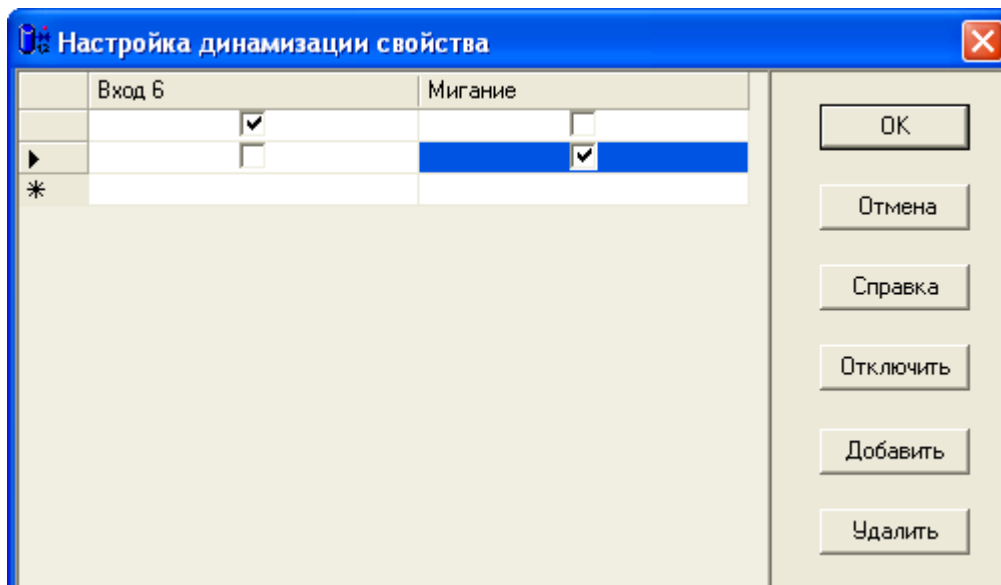 Настройка динамизации свойства
Вход 6 Мигание
OK
Отмена
Справка
Отключить
Добавить
Удалить